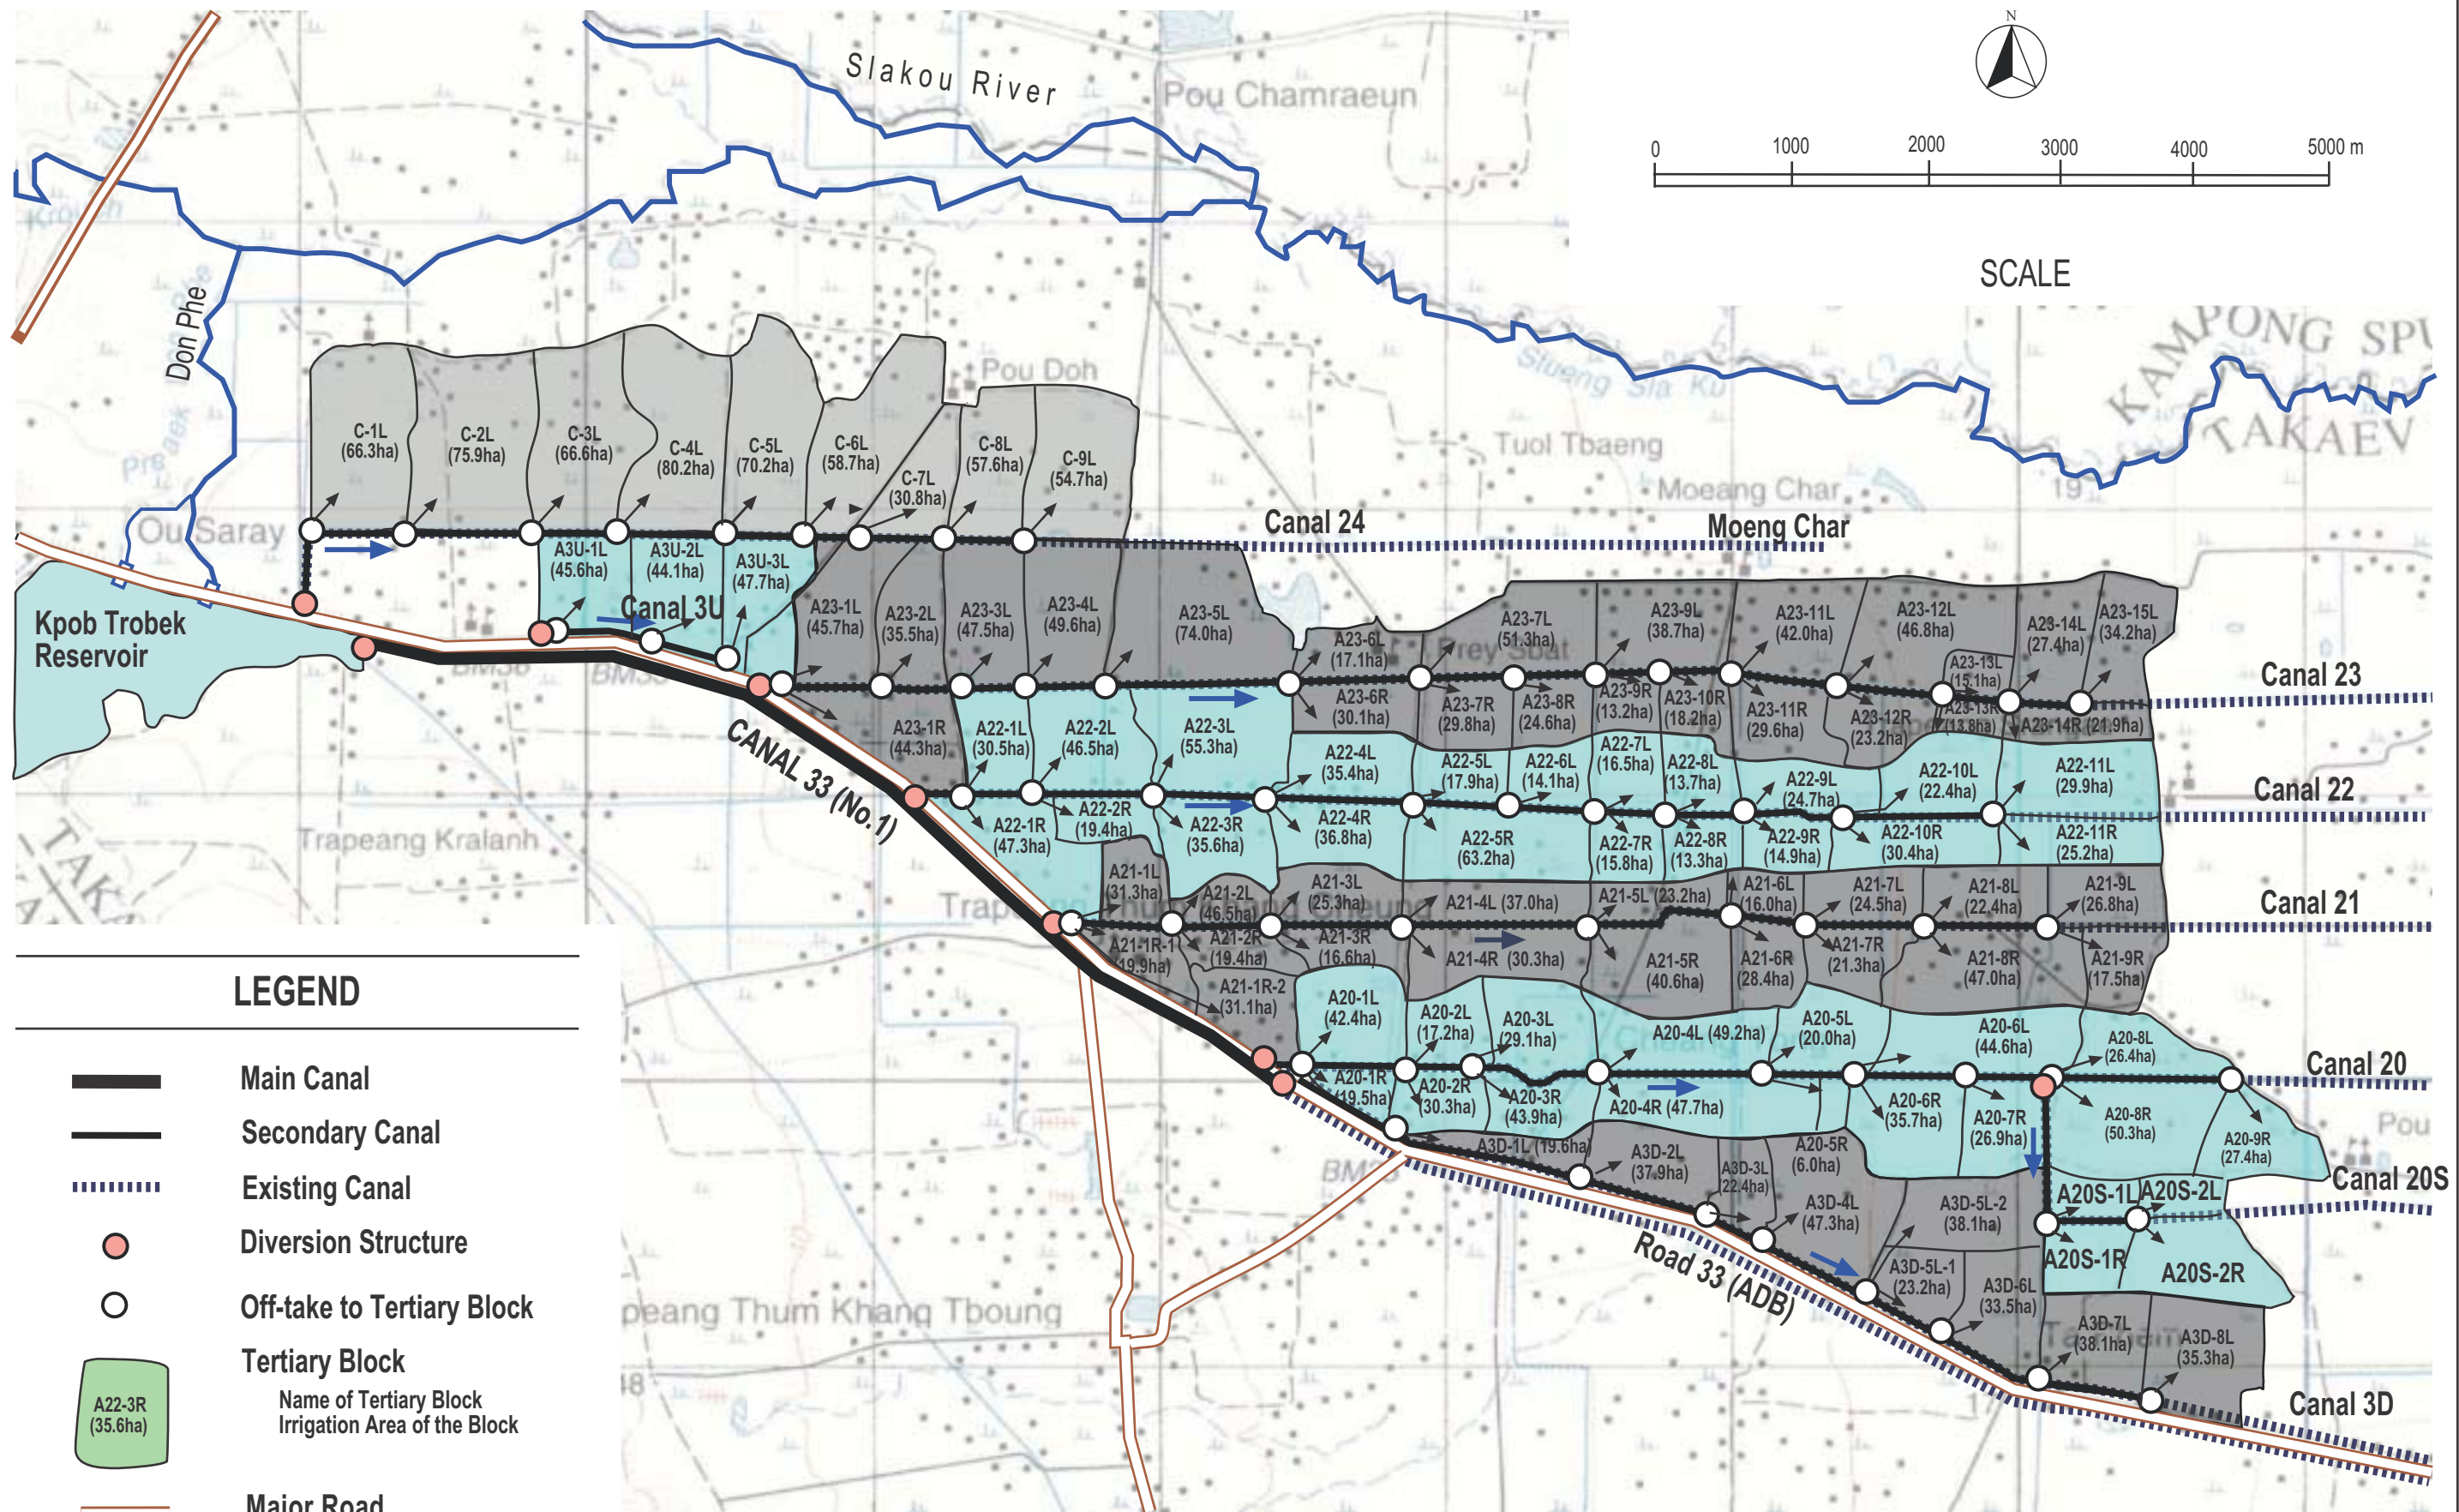 N
0 1000 2000 3000 4000 5000 m
SCALE
Slakou River
Pou Chamraeun
Don Phe
KAMPONG SPU
TAKAEV
Stueng Sla Ku
Pou Doh
Tuol Tbaeng
Moeang Char
19
Ou Saray
Kpob Trobek
Reservoir
C-1L
(66.3ha)
C-2L
(75.9ha)
C-3L
(66.6ha)
C-4L
(80.2ha)
C-5L
(70.2ha)
C-6L
(58.7ha)
C-7L
(30.8ha)
C-8L
(57.6ha)
C-9L
(54.7ha)
Canal 24
Moeng Char
A3U-1L
(45.6ha)
A3U-2L
(44.1ha)
A3U-3L
(47.7ha)
Canal 3U
A23-1L
(45.7ha)
A23-2L
(35.5ha)
A23-3L
(47.5ha)
A23-4L
(49.6ha)
A23-5L
(74.0ha)
A23-6L
(17.1ha)
A23-7L
(51.3ha)
Prey Sbat
A23-9L
(38.7ha)
A23-11L
(42.0ha)
A23-12L
(46.8ha)
A23-13L
(15.1ha)
A23-14L
(27.4ha)
A23-15L
(34.2ha)
Canal 23
A23-1R
(44.3ha)
A23-6R
(30.1ha)
A23-7R
(29.8ha)
A23-8R
(24.6ha)
A23-9R
(13.2ha)
A23-10R
(18.2ha)
A23-11R
(29.6ha)
A23-12R
(23.2ha)
A23-13R
(13.8ha)
A23-14R (21.9ha)
CANAL 33 (No.1)
A22-1L
(30.5ha)
A22-2L
(46.5ha)
A22-3L
(55.3ha)
A22-4L
(35.4ha)
A22-5L
(17.9ha)
A22-6L
(14.1ha)
A22-7L
(16.5ha)
A22-8L
(13.7ha)
A22-9L
(24.7ha)
A22-10L
(22.4ha)
A22-11L
(29.9ha)
Canal 22
A22-1R
(47.3ha)
A22-2R
(19.4ha)
A22-3R
(35.6ha)
A22-4R
(36.8ha)
A22-5R
(63.2ha)
A22-7R
(15.8ha)
A22-8R
(13.3ha)
A22-9R
(14.9ha)
A22-10R
(30.4ha)
A22-11R
(25.2ha)
Trapeang Kralanh
A21-1L
(31.3ha)
A21-2L
(46.5ha)
A21-3L
(25.3ha)
A21-4L (37.0ha)
A21-5L (23.2ha)
A21-6L
(16.0ha)
A21-7L
(24.5ha)
A21-8L
(22.4ha)
A21-9L
(26.8ha)
Canal 21
A21-1R-1
(19.9ha)
A21-2R
(19.4ha)
A21-3R
(16.6ha)
A21-4R (30.3ha)
A21-5R
(40.6ha)
A21-6R
(28.4ha)
A21-7R
(21.3ha)
A21-8R
(47.0ha)
A21-9R
(17.5ha)
A21-1R-2
(31.1ha)
A20-1L
(42.4ha)
A20-2L
(17.2ha)
A20-3L
(29.1ha)
A20-4L (49.2ha)
A20-5L
(20.0ha)
A20-6L
(44.6ha)
A20-8L
(26.4ha)
Canal 20
A20-1R
(19.5ha)
A20-2R
(30.3ha)
A20-3R
(43.9ha)
A20-4R (47.7ha)
A20-5R
(6.0ha)
A20-6R
(35.7ha)
A20-7R
(26.9ha)
A20-8R
(50.3ha)
A20-9R
(27.4ha)
Pou
Canal 20S
A20S-1L
A20S-2L
A20S-1R
A20S-2R
A3D-1L (19.6ha)
A3D-2L
(37.9ha)
A3D-3L
(22.4ha)
A3D-4L
(47.3ha)
A3D-5L-2
(38.1ha)
A3D-5L-1
(23.2ha)
A3D-6L
(33.5ha)
A3D-7L
(38.1ha)
A3D-8L
(35.3ha)
Canal 3D
Road 33 (ADB)
peang Thum Khang Tboung
LEGEND
Main Canal
Secondary Canal
Existing Canal
Diversion Structure
Off-take to Tertiary Block
A22-3R
(35.6ha)
Tertiary Block
Name of Tertiary Block
Irrigation Area of the Block
Major Road